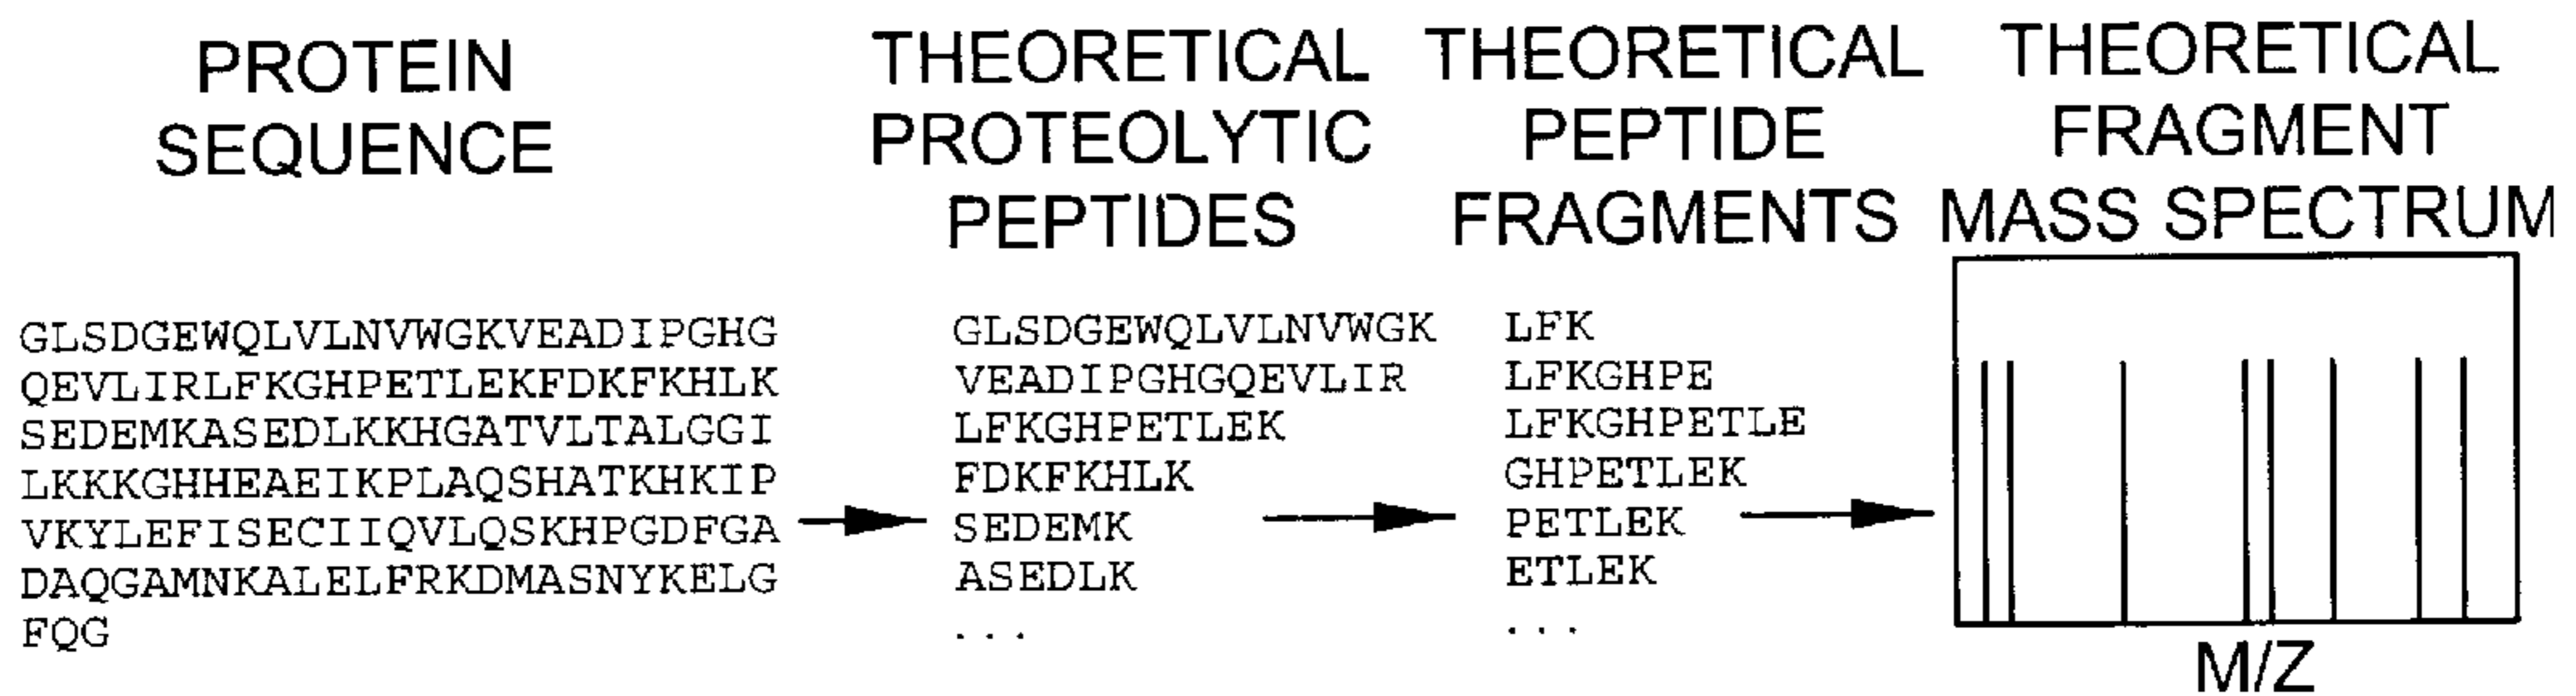 PROTEIN
SEQUENCE
GLSDGEWQLVLNVWGKVEADIPGHG
QEVLIRLFKGHPETLEKFDKFKHLK
SEDEMKASEDLKKHGATVLTALGGI
LKKKGHHEAEIKPLAQSHATKHKIP
VKYLEFISECIIQVLQSKHPGDFGA
DAQGAMNKALELFRKDMASNYKELG
FQG
THEORETICAL
PROTEOLYTIC
PEPTIDES
GLSDGEWQLVLNVWGK
VEADIPGHGQEVLIR
LFKGHPETLEK
FDKFKHLK
SEDEMK
ASEDLK
...
THEORETICAL
PEPTIDE
FRAGMENTS
LFK
LFKGHPE
LFKGHPETLE
GHPETLEK
PETLEK
ETLEK
...
THEORETICAL
FRAGMENT
MASS SPECTRUM
M/Z